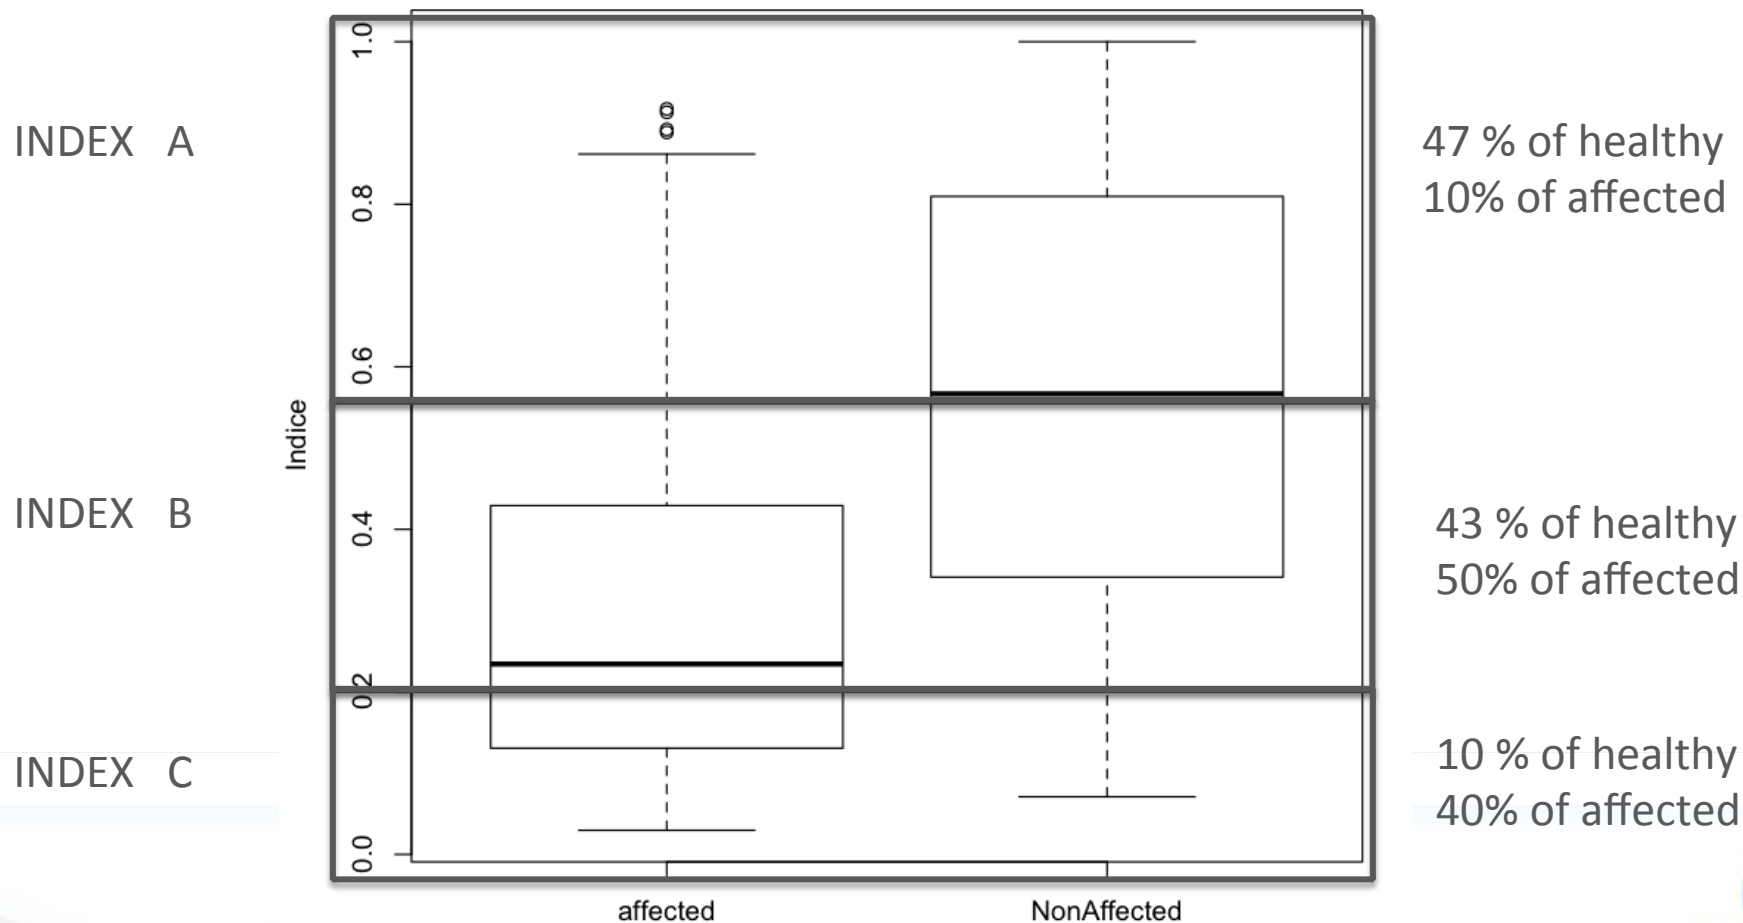 INDEX A
47 % of healthy
10% of affected
INDEX B
43 % of healthy
50% of affected
INDEX C
10 % of healthy
40% of affected
Indice
1.0
0.8
0.6
0.4
0.2
0.0
affected
NonAffected